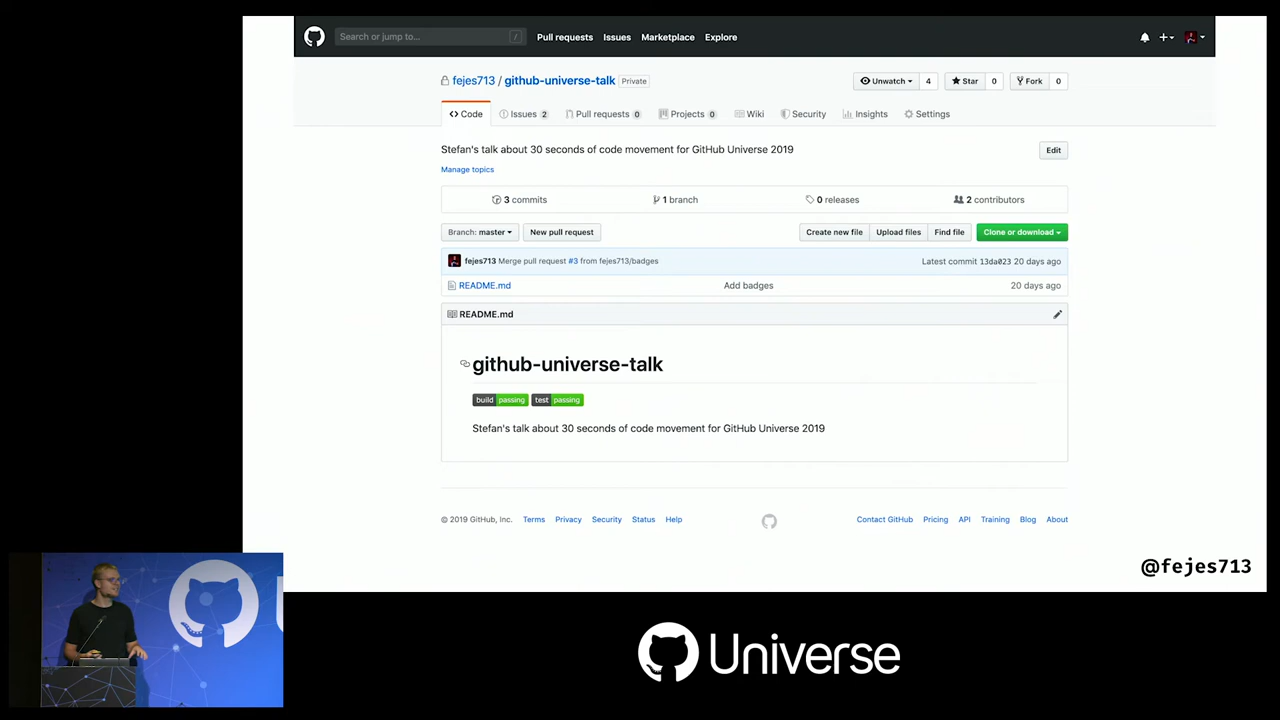 Search or jump to... /
Pull requests Issues Marketplace Explore
fejes713 / github-universe-talk Private
Unwatch 4 Star 0 Fork 0
Code Issues 2 Pull requests 0 Projects 0 Wiki Security Insights Settings
Stefan's talk about 30 seconds of code movement for GitHub Universe 2019
Edit
Manage topics
3 commits 1 branch 0 releases 2 contributors
Branch: master New pull request Create new file Upload files Find file Clone or download
fejes713 Merge pull request #3 from fejes713/badges Latest commit 13da023 20 days ago
README.md Add badges 20 days ago
README.md
github-universe-talk
build passing test passing
Stefan's talk about 30 seconds of code movement for GitHub Universe 2019
© 2019 GitHub, Inc. Terms Privacy Security Status Help Contact GitHub Pricing API Training Blog About
@fejes713
Universe